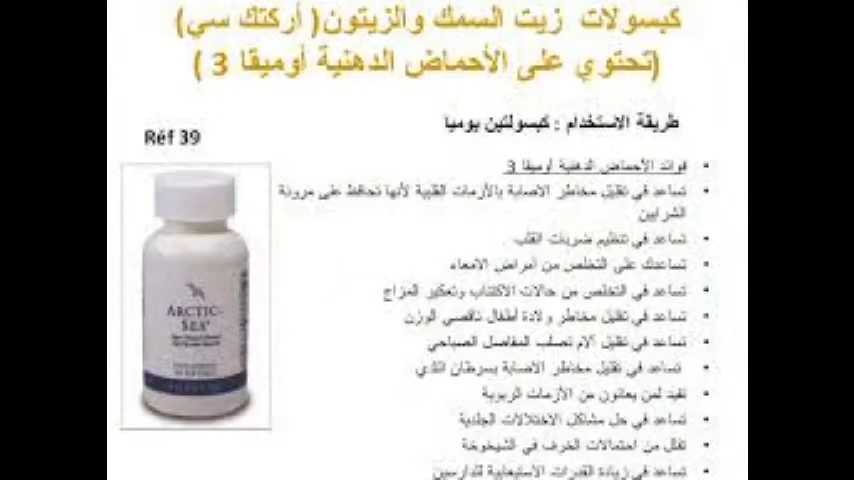 كبسولات زيت السمك والزيتون( أركتك سي)
(تحتوي على الأحماض الدهنية أوميقا 3 )
طريقة الاستخدام : كبسولتين يوميا
Réf 39
فوائد الأحماض الدهنية أوميقا 3
تساعد في تقليل مخاطر الاصابة بالأزمات القلبية لأنها تحافظ على مرونة
الشرايين
تساعد في تنظيم ضربات القلب
تساعدك على التخلص من أمراض الامعاء
تساعد في التخلص من حالات الاكتئاب وتعكير المزاج
تساعد في تقليل مخاطر ولادة أطفال ناقصي الوزن
تساعد في تقليل آلام تصلب المفاصل الصباحي
تساعد في تقليل مخاطر الاصابة بسرطان الثدي
تفيد لمن يعانون من الأزمات الربوية
تساعد في حل مشاكل الاختلالات الجلدية
تقلل من احتمالات الخرف في الشيخوخة
تساعد في زيادة القدرات الاستيعابية للدارسين
ARCTIC-
SEA